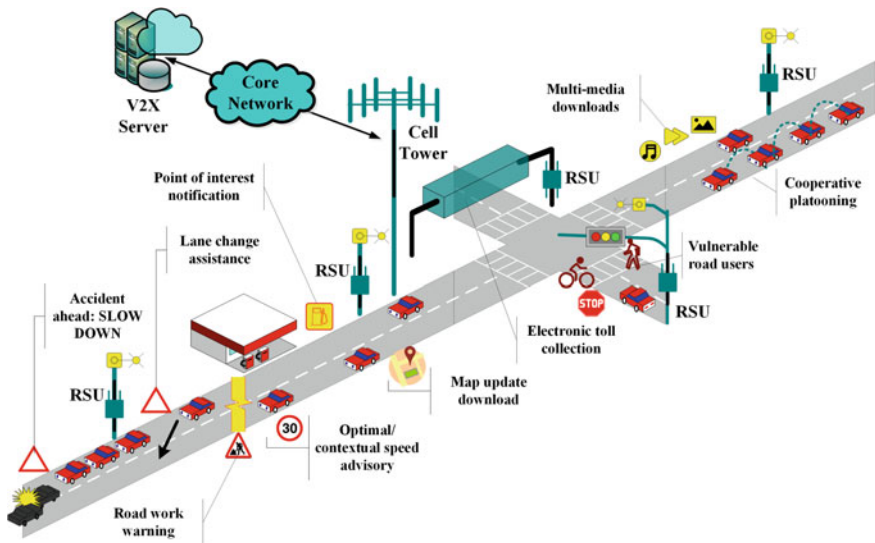 V2X
Server
Core
Network
Cell
Tower
Multi-media
downloads
RSU
Cooperative
platooning
Point of interest
notification
RSU
Lane change
assistance
RSU
Vulnerable
road users
RSU
STOP
Electronic toll
collection
Accident
ahead: SLOW
DOWN
RSU
Map update
download
30
Optimal/
contextual speed
advisory
Road work
warning